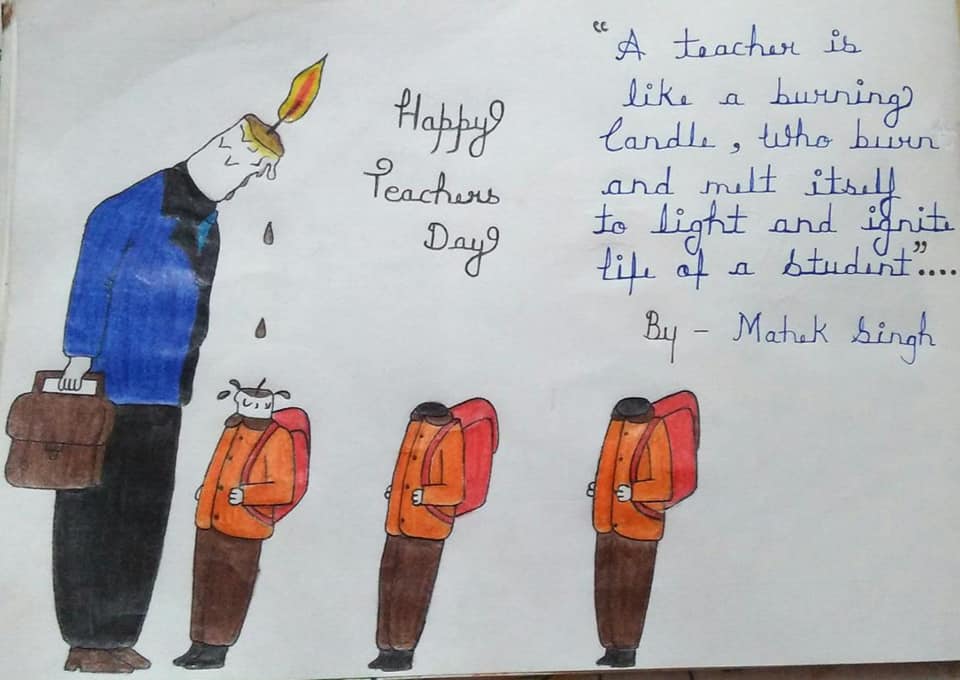 Happy
Teachers
Day
"A teacher is
like a burning
Candle, Who burn
and melt itself
to light and ignite
life of a student"....
By - Mahek Singh